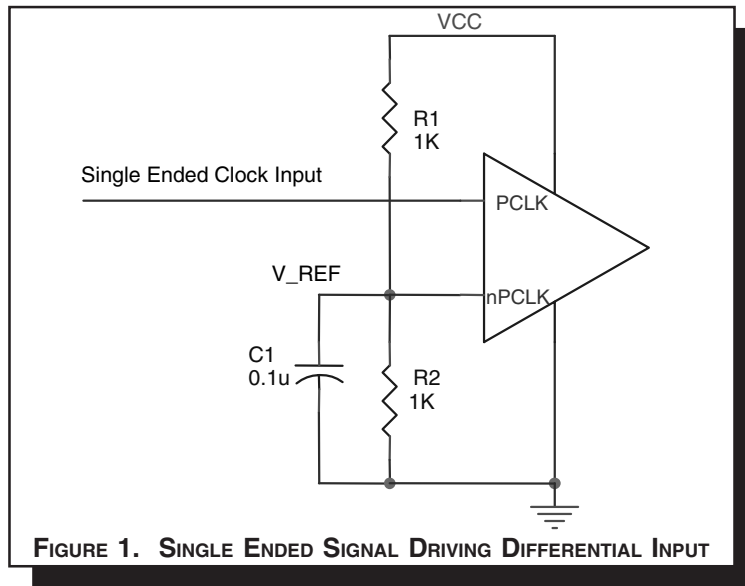 VCC
R1
1K
Single Ended Clock Input
PCLK
V_REF
nPCLK
C1
0.1u
R2
1K
FIGURE 1. SINGLE ENDED SIGNAL DRIVING DIFFERENTIAL INPUT